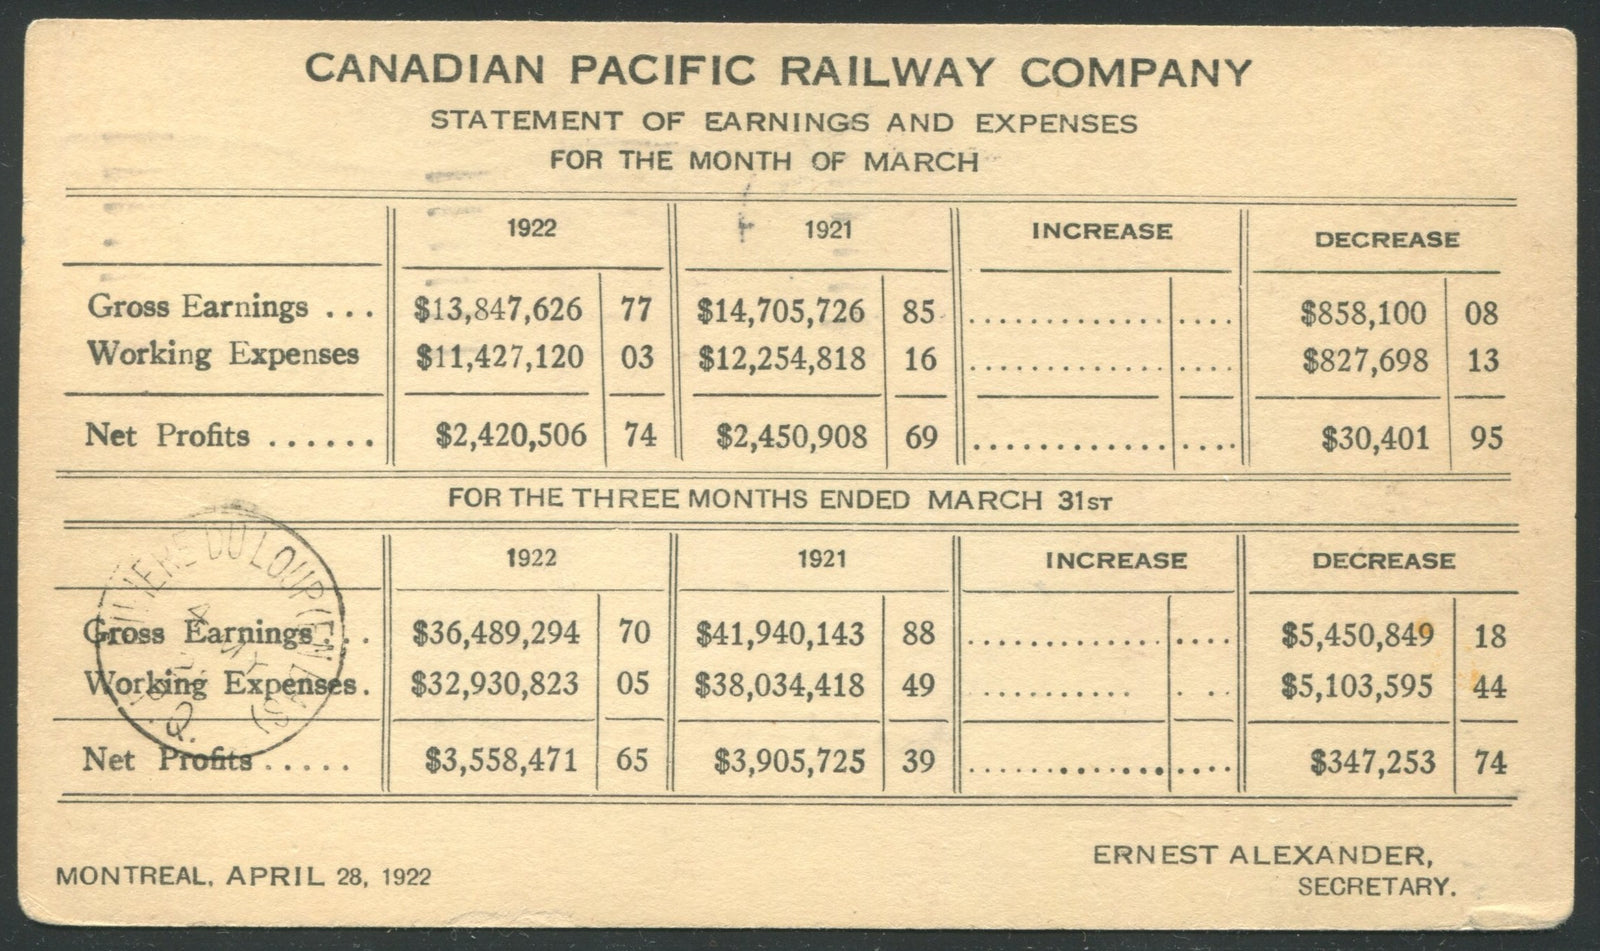 CANADIAN PACIFIC RAILWAY COMPANY
STATEMENT OF EARNINGS AND EXPENSES
FOR THE MONTH OF MARCH
1922 1921 INCREASE DECREASE
Gross Earnings ... $13,847,626 77 $14,705,726 85 ................. $858,100 08
Working Expenses $11,427,120 03 $12,254,818 16 ................. $827,698 13
Net Profits ...... $2,420,506 74 $2,450,908 69 ................. $30,401 95
FOR THE THREE MONTHS ENDED MARCH 31ST
1922 1921 INCREASE DECREASE
Gross Earnings ... $36,489,294 70 $41,940,143 88 ................. $5,450,849 18
Working Expenses. $32,930,823 05 $38,034,418 49 ............. $5,103,595 44
Net Profits ..... $3,558,471 65 $3,905,725 39 ................. $347,253 74
DU LOUP
MONTREAL, APRIL 28, 1922
ERNEST ALEXANDER,
SECRETARY.